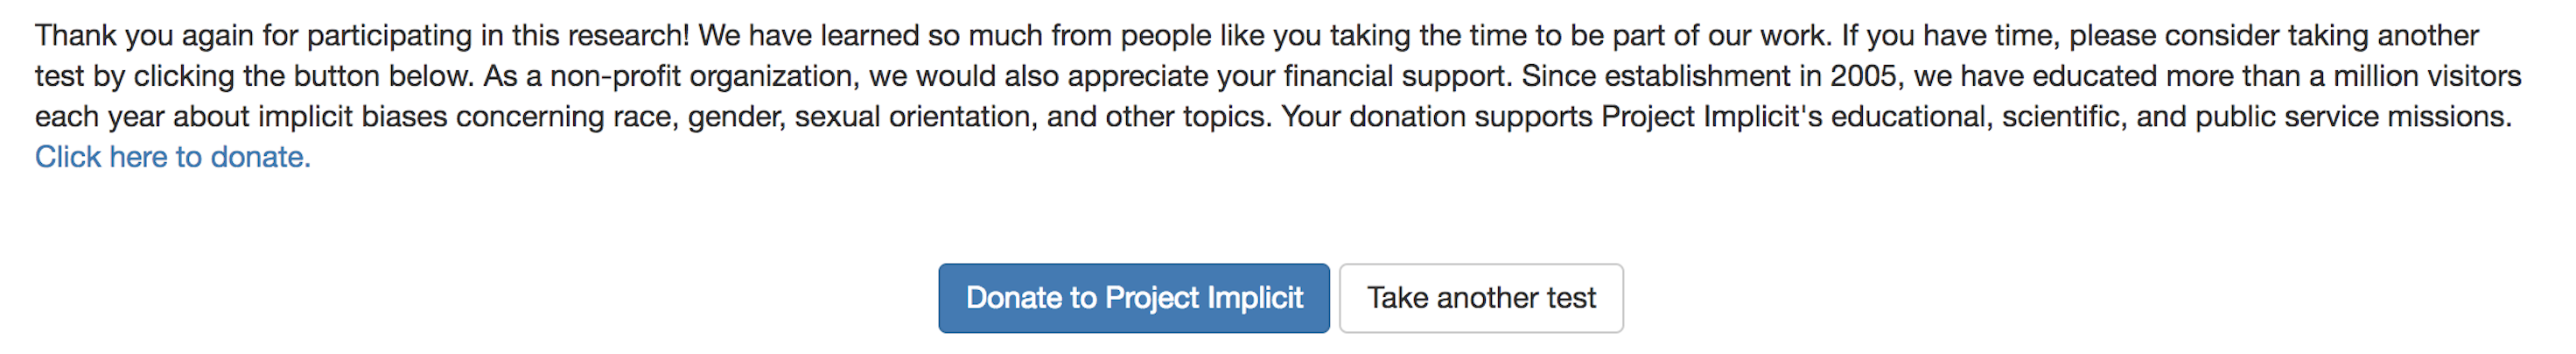 Thank you again for participating in this research! We have learned so much from people like you taking the time to be part of our work. If you have time, please consider taking another
test by clicking the button below. As a non-profit organization, we would also appreciate your financial support. Since establishment in 2005, we have educated more than a million visitors
each year about implicit biases concerning race, gender, sexual orientation, and other topics. Your donation supports Project Implicit's educational, scientific, and public service missions.
Click here to donate.
Donate to Project Implicit
Take another test